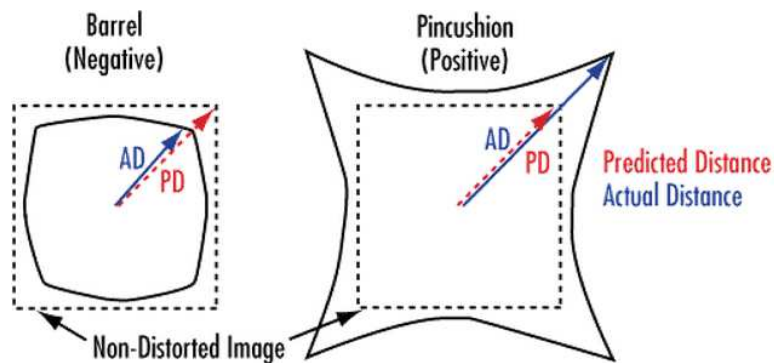 Barrel
(Negative)
Pincushion
(Positive)
AD
PD
AD
PD
Predicted Distance
Actual Distance
Non-Distorted Image